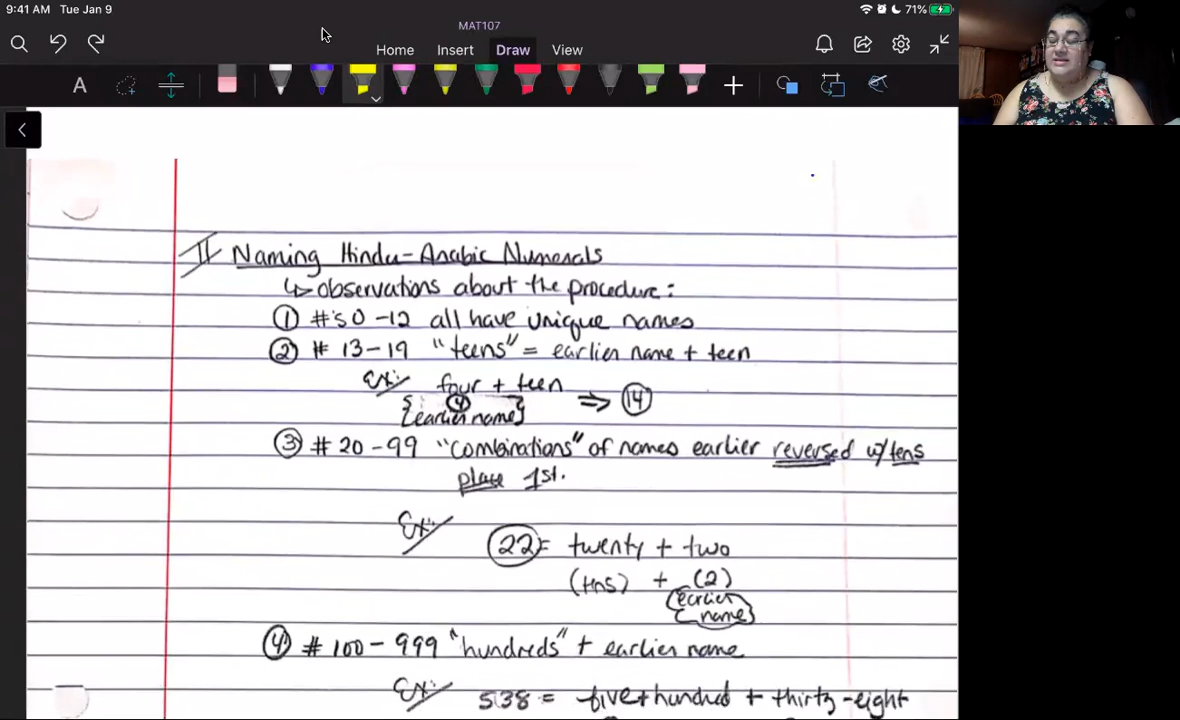 9:41 AM Tue Jan 9
71%
MAT107
Home Insert Draw View
A
II Naming Hindu-Arabic Numerals
↳ observations about the procedure:
① #'s 0-12 all have unique names
② # 13-19 "teens" = earlier name + teen
Ex: four + teen
{earlier name} ⇒ 14
4
③ # 20-99 "combinations" of names earlier reversed w/ tens
place 1st.
Ex:
22 = twenty + two
(tns) + (2)
{earlier
name}
④ # 100-999 "hundreds" + earlier name
Ex: 538 = five+hundred + thirty-eight